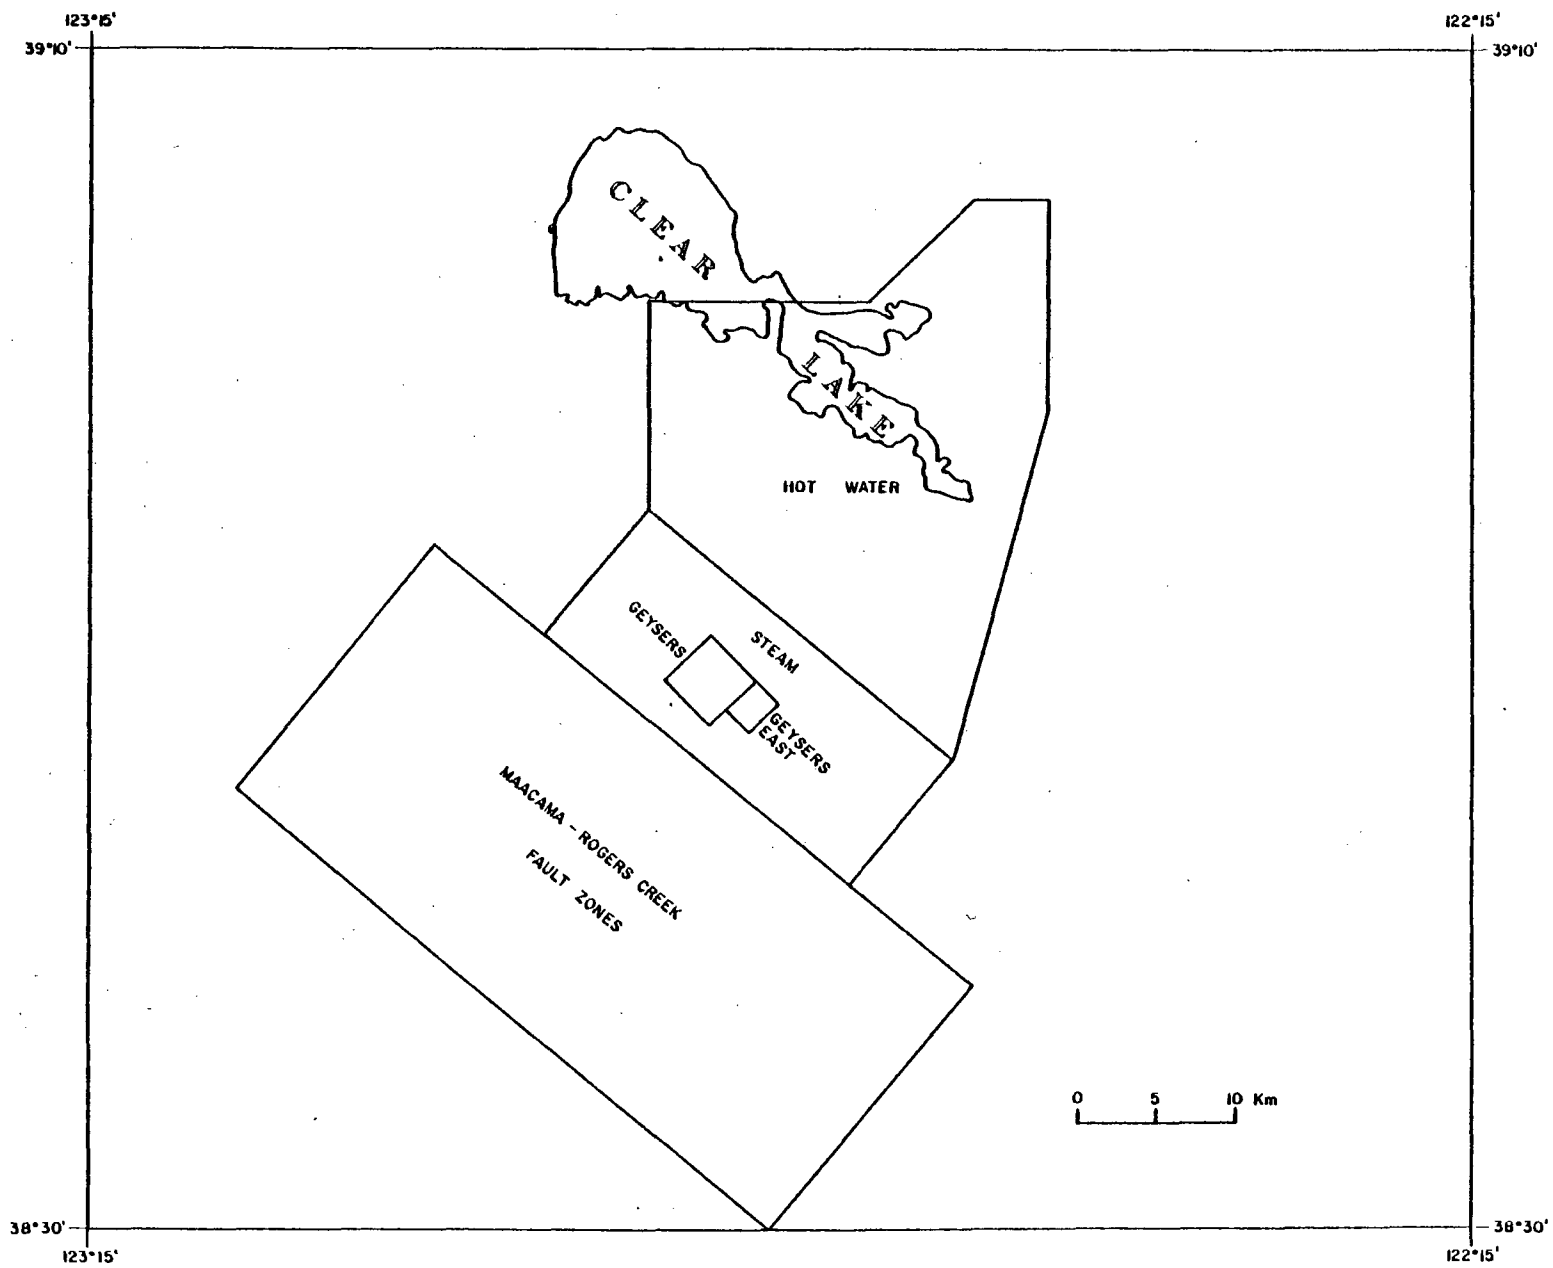 123°15'
122°15'
39°10'
39°10'
CLEAR
LAKE
HOT WATER
GEYSERS
STEAM
GEYSERS
EAST
MAACAMA - ROGERS CREEK
FAULT ZONES
0 5 10 Km
38°30'
38°30'
123°15'
122°15'